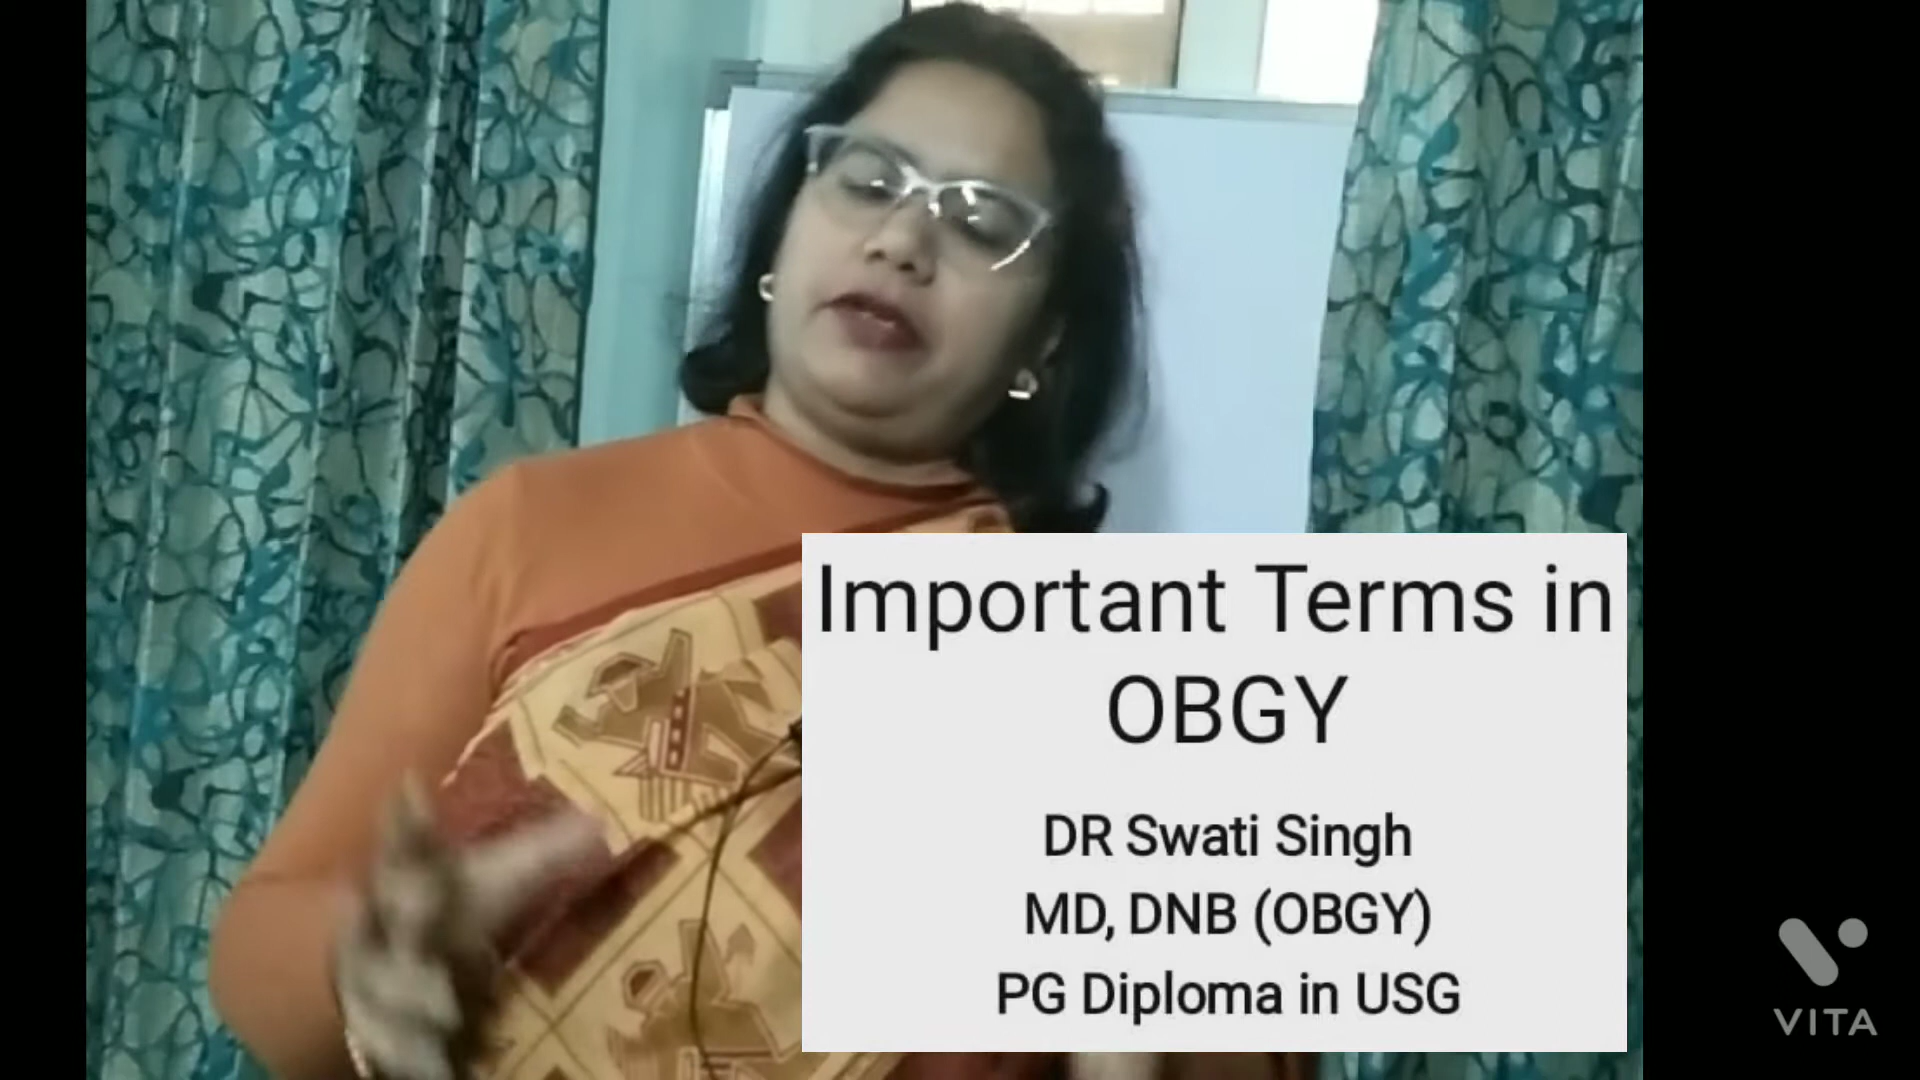 Important Terms in
OBGY
DR Swati Singh
MD, DNB (OBGY)
PG Diploma in USG
VITA